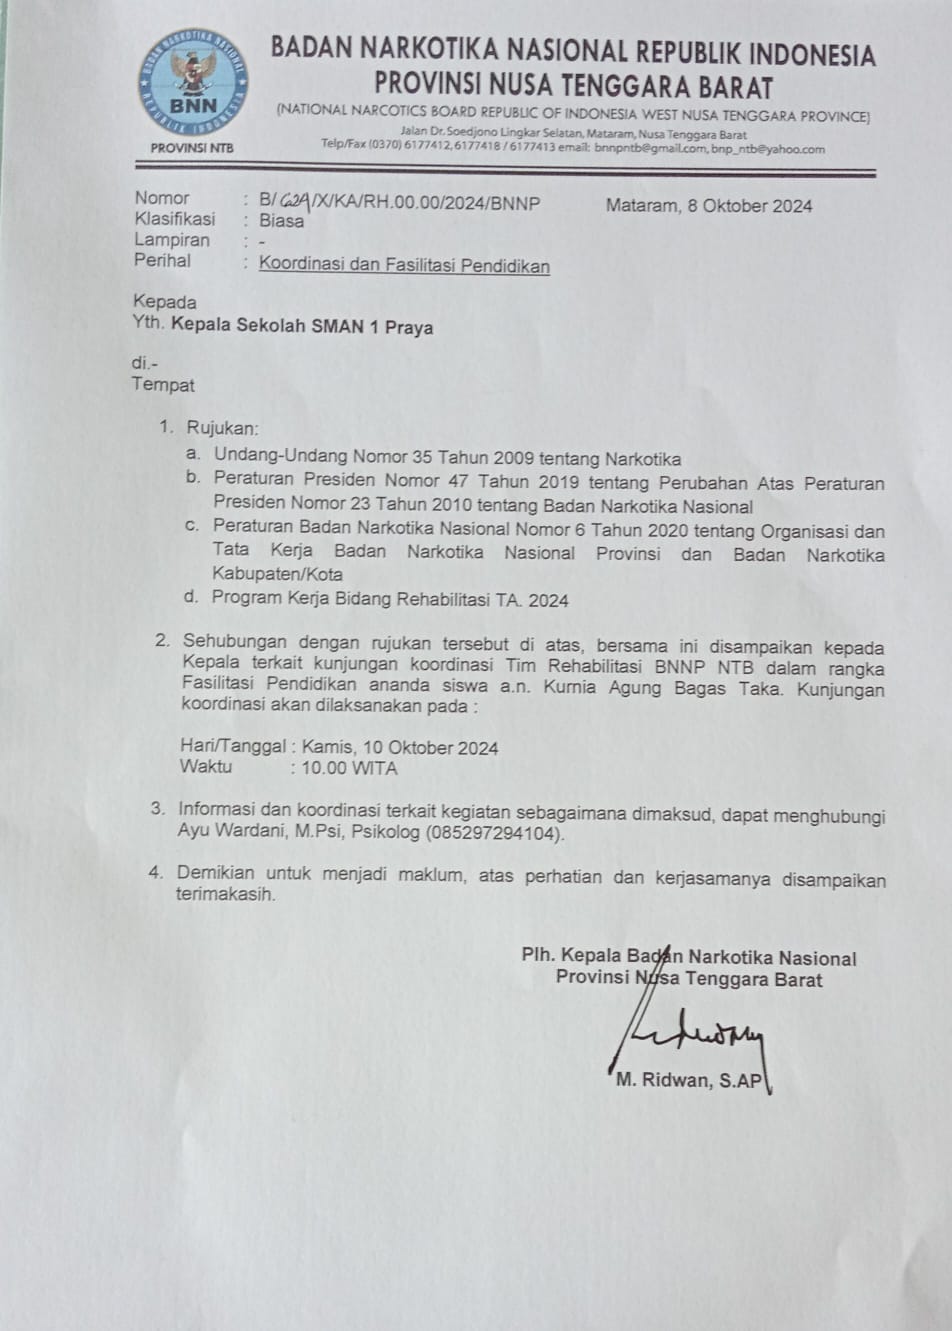 BADAN NARKOTIKA NASIONAL
REPUBLIK INDONESIA
BNN
PROVINSI NTB
BADAN NARKOTIKA NASIONAL REPUBLIK INDONESIA
PROVINSI NUSA TENGGARA BARAT
(NATIONAL NARCOTICS BOARD REPUBLIC OF INDONESIA WEST NUSA TENGGARA PROVINCE)
Jalan Dr. Soedjono Lingkar Selatan, Mataram, Nusa Tenggara Barat
Telp/Fax (0370) 6177412, 6177418 / 6177413 email: bnnpntb@gmail.com, bnp_ntb@yahoo.com
Nomor : B/ /X/KA/RH.00.00/2024/BNNP Mataram, 8 Oktober 2024
Klasifikasi : Biasa
Lampiran : -
Perihal : Koordinasi dan Fasilitasi Pendidikan
Kepada
Yth. Kepala Sekolah SMAN 1 Praya
di.-
Tempat
1. Rujukan:
a. Undang-Undang Nomor 35 Tahun 2009 tentang Narkotika
b. Peraturan Presiden Nomor 47 Tahun 2019 tentang Perubahan Atas Peraturan
Presiden Nomor 23 Tahun 2010 tentang Badan Narkotika Nasional
c. Peraturan Badan Narkotika Nasional Nomor 6 Tahun 2020 tentang Organisasi dan
Tata Kerja Badan Narkotika Nasional Provinsi dan Badan Narkotika
Kabupaten/Kota
d. Program Kerja Bidang Rehabilitasi TA. 2024
2. Sehubungan dengan rujukan tersebut di atas, bersama ini disampaikan kepada
Kepala terkait kunjungan koordinasi Tim Rehabilitasi BNNP NTB dalam rangka
Fasilitasi Pendidikan ananda siswa a.n. Kurnia Agung Bagas Taka. Kunjungan
koordinasi akan dilaksanakan pada :
Hari/Tanggal : Kamis, 10 Oktober 2024
Waktu : 10.00 WITA
3. Informasi dan koordinasi terkait kegiatan sebagaimana dimaksud, dapat menghubungi
Ayu Wardani, M.Psi, Psikolog (085297294104).
4. Demikian untuk menjadi maklum, atas perhatian dan kerjasamanya disampaikan
terimakasih.
Plh. Kepala Badan Narkotika Nasional
Provinsi Nusa Tenggara Barat
M. Ridwan, S.AP